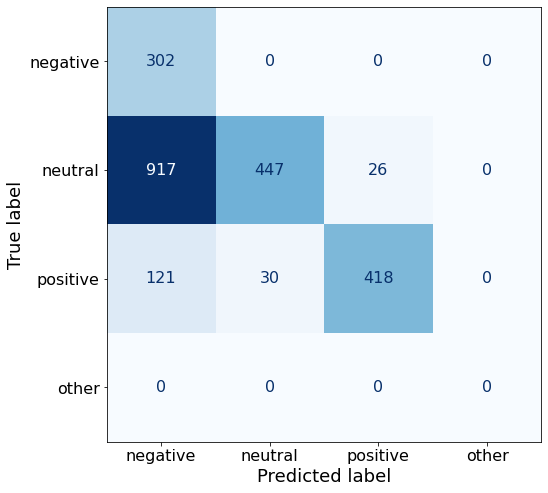 negative 302 0 0 0
neutral 917 447 26 0
positive 121 30 418 0
other 0 0 0 0
negative neutral positive other
Predicted label
True label